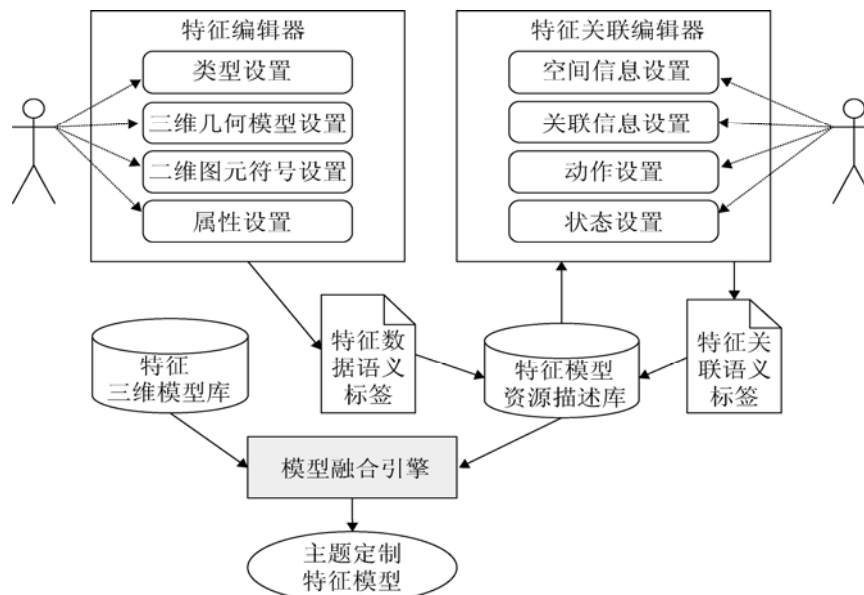 特征编辑器
类型设置
三维几何模型设置
二维图元符号设置
属性设置
特征关联编辑器
空间信息设置
关联信息设置
动作设置
状态设置
特征
三维模型库
特征数
据语义
标签
特征模型
资源描述库
特征关
联语义
标签
模型融合引擎
主题定制
特征模型